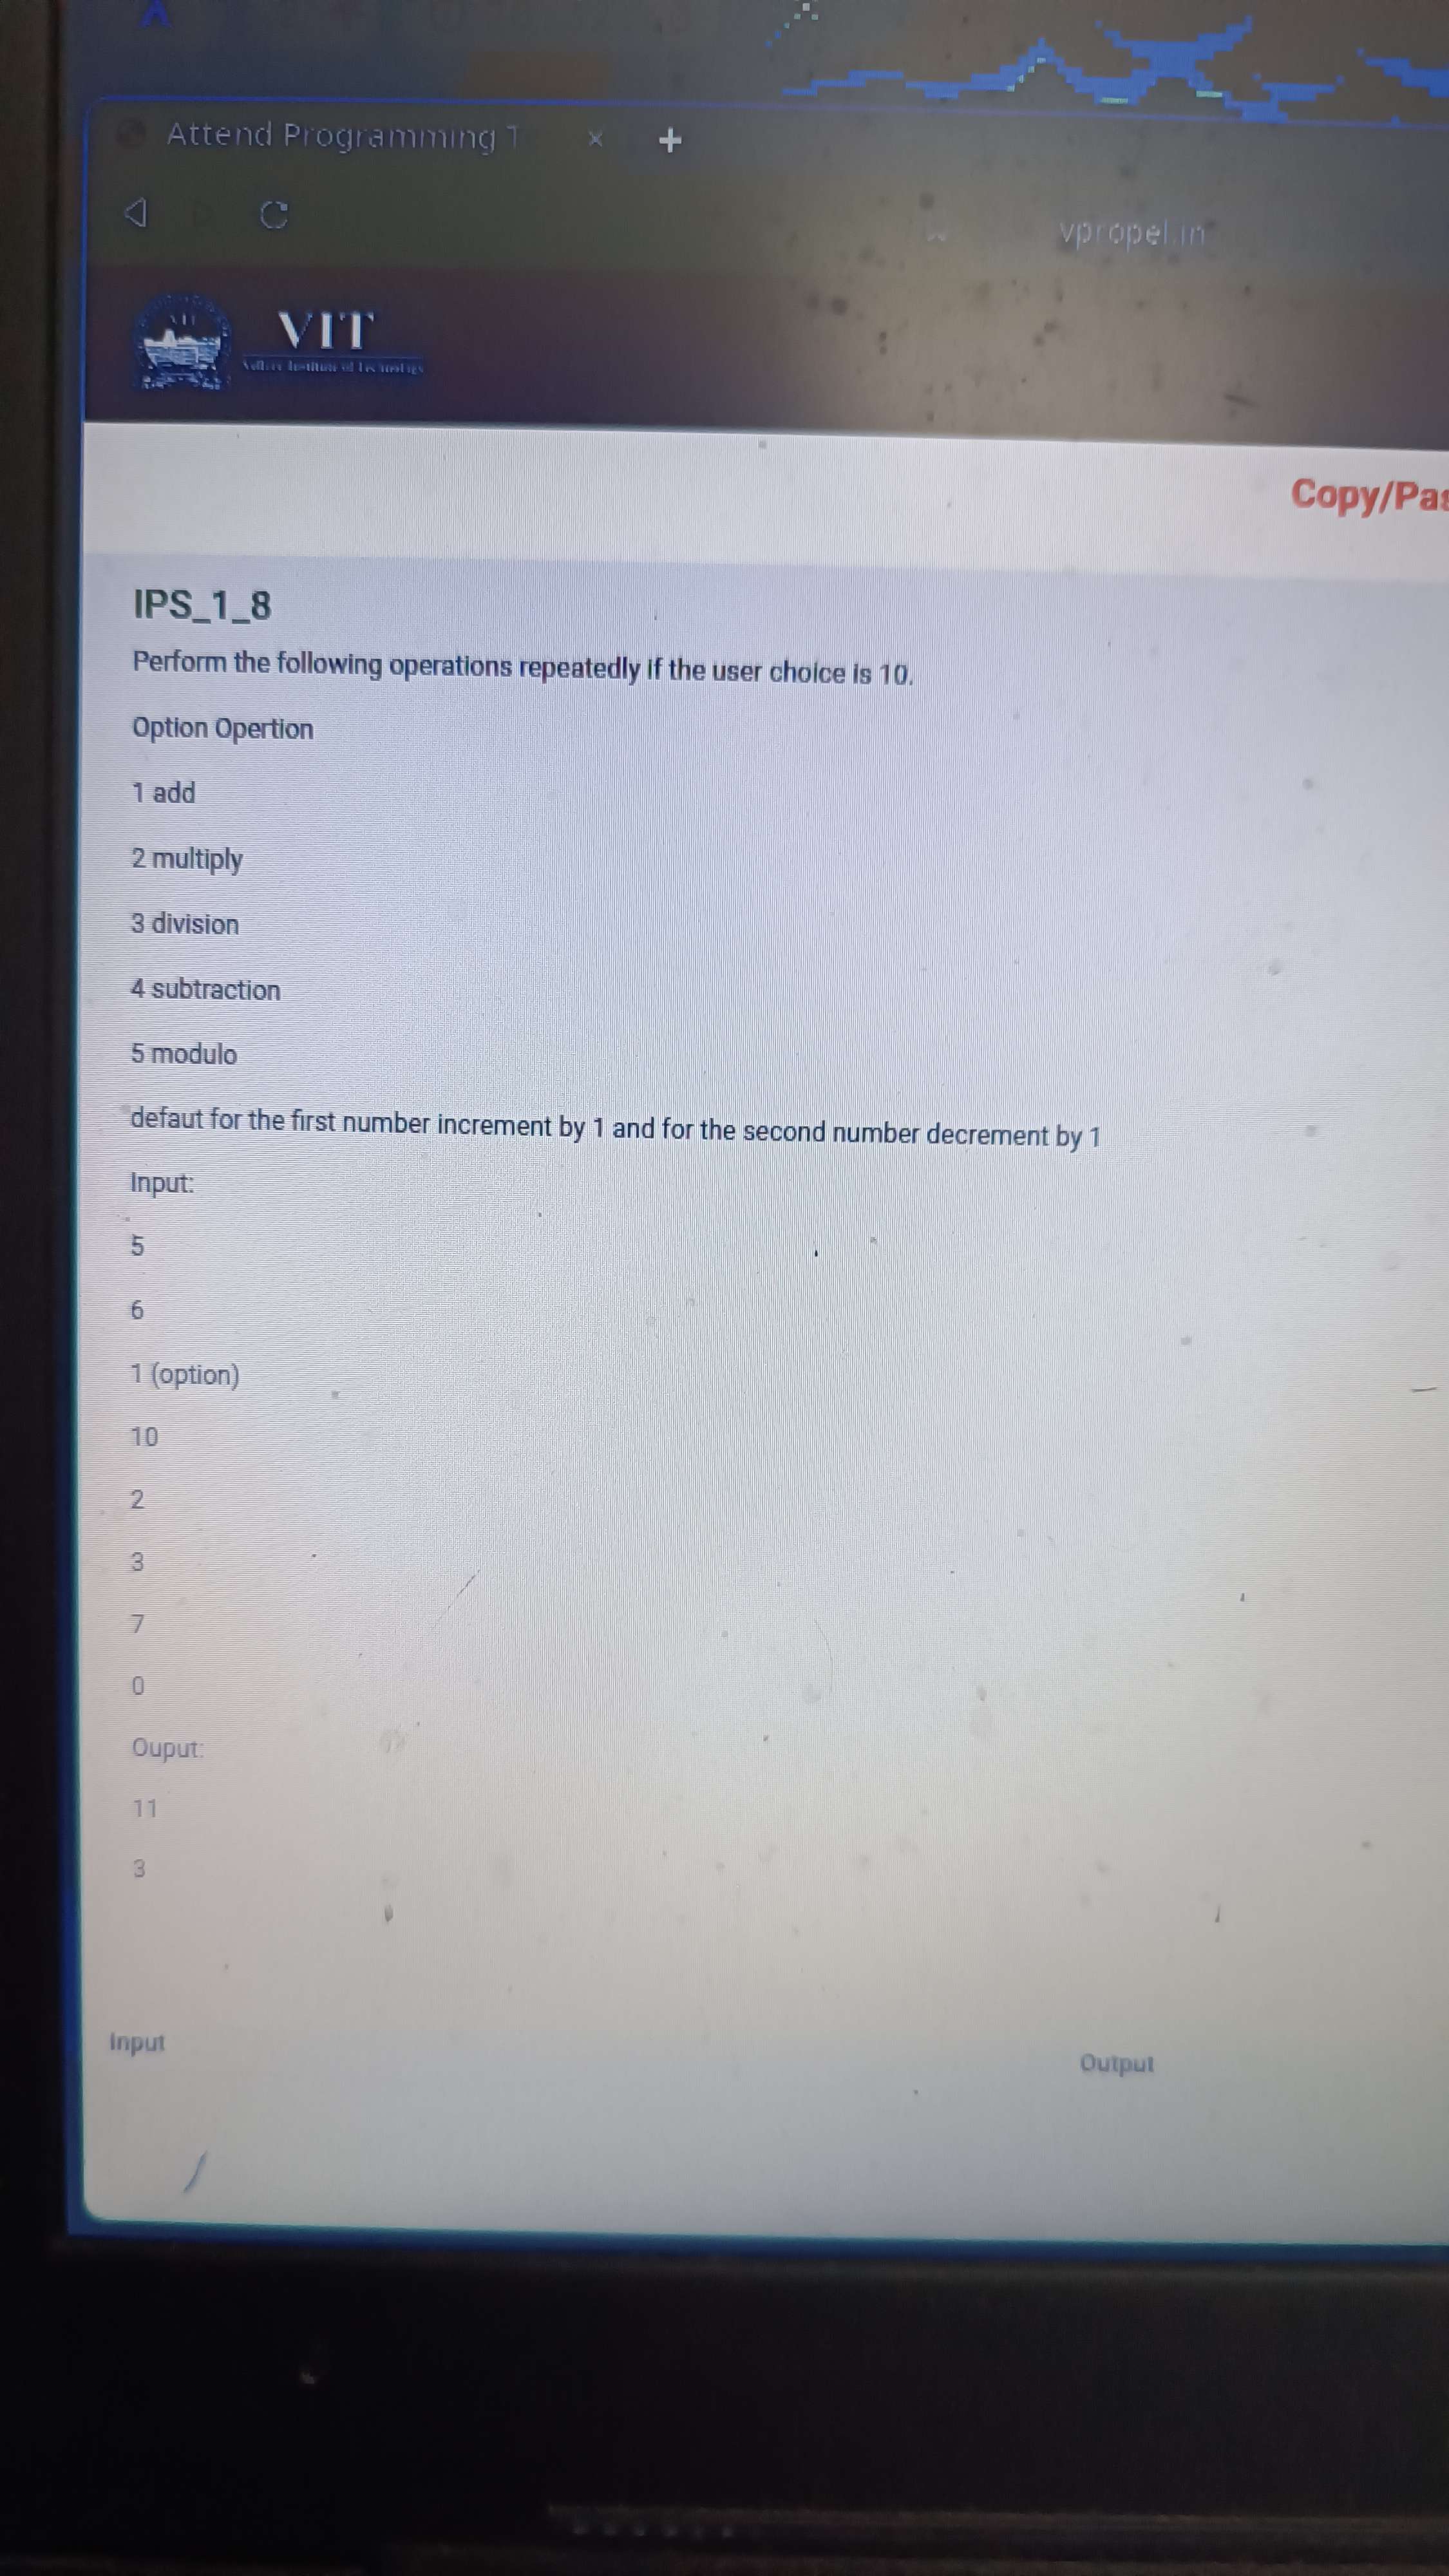 Attend Programming T
vpropel.in
VIT
Vellore Institute of Technology
Copy/Pas
IPS_1_8
Perform the following operations repeatedly if the user choice is 10.
Option Opertion
1 add
2 multiply
3 division
4 subtraction
5 modulo
defaut for the first number increment by 1 and for the second number decrement by 1
Input:
5
6
1 (option)
10
2
3
7
0
Ouput:
11
3
Input
Output